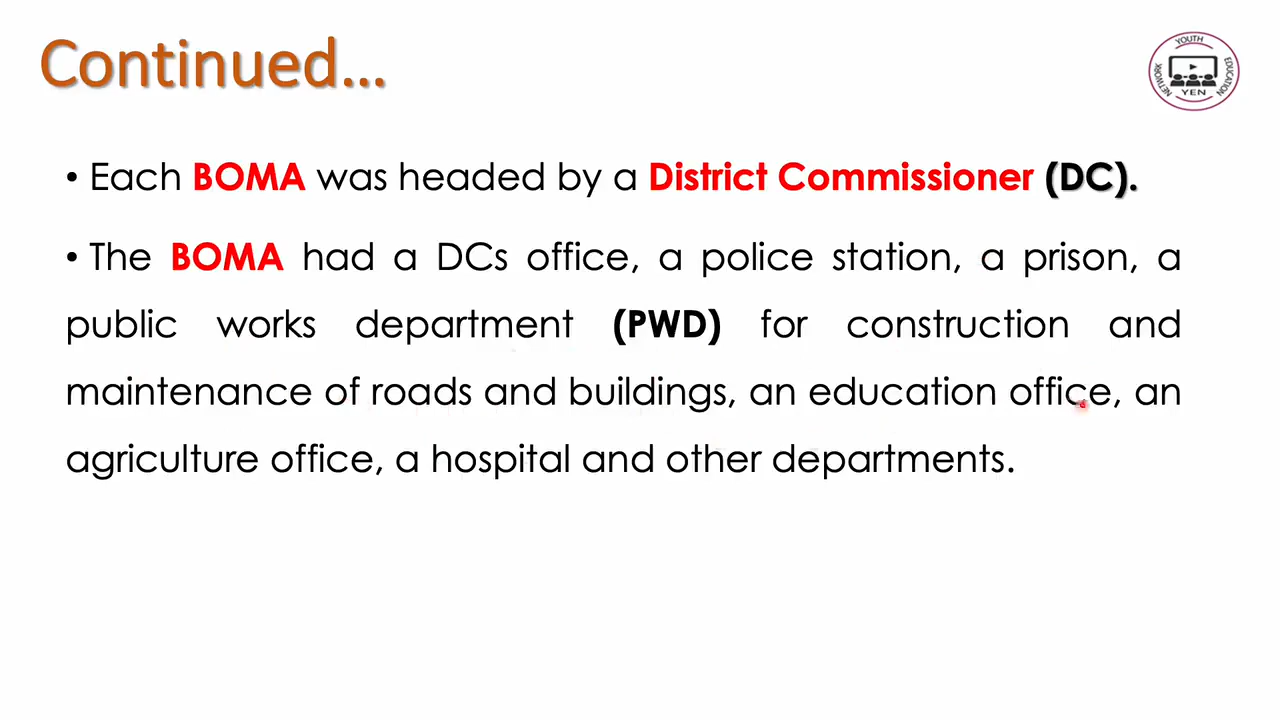 Continued...
YOUTH
EDUCATION
NETWORK
YEN
• Each BOMA was headed by a District Commissioner (DC).
• The BOMA had a DCs office, a police station, a prison, a
public works department (PWD) for construction and
maintenance of roads and buildings, an education office, an
agriculture office, a hospital and other departments.